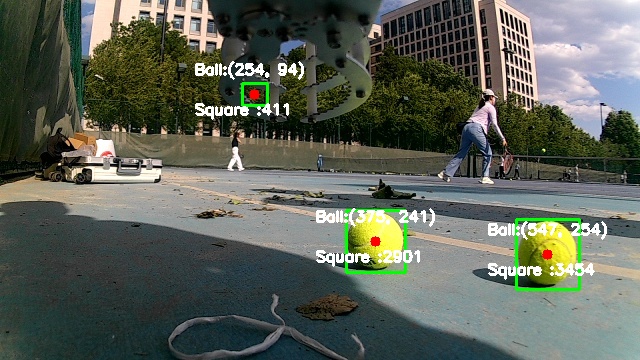 Ball:(254, 94)
Square :411
Ball:(375, 241)
Square :2901
Ball:(547, 254)
Square :3454